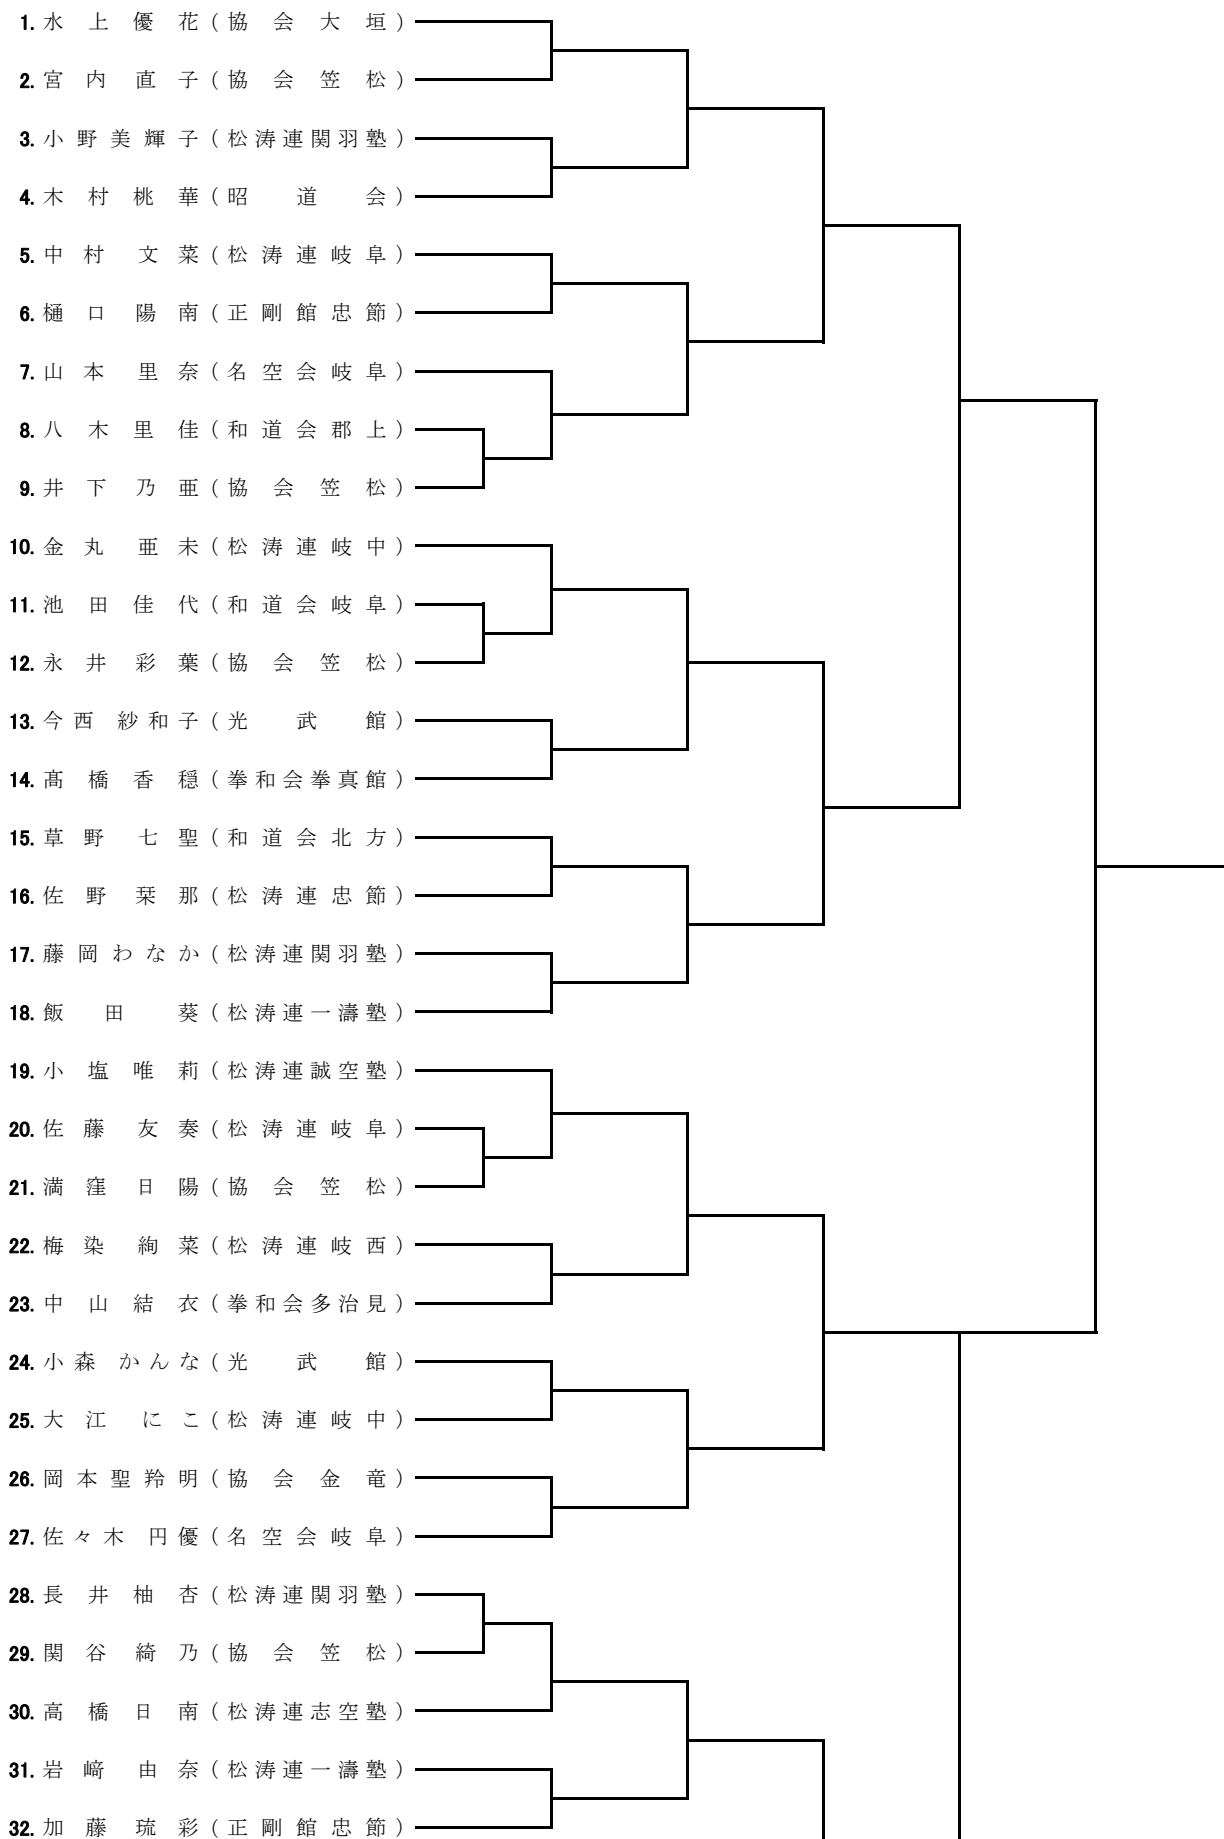 1. 水上優花(協会大垣)
2. 宮内直子(協会笠松)
3. 小野美輝子(松涛連関羽塾)
4. 木村桃華(昭道会)
5. 中村文菜(松涛連岐阜)
6. 樋口陽南(正剛館忠節)
7. 山本里奈(名空会岐阜)
8. 八木里佳(和道会郡上)
9. 井下乃亜(協会笠松)
10. 金丸亜未(松涛連岐中)
11. 池田佳代(和道会岐阜)
12. 永井彩葉(協会笠松)
13. 今西紗和子(光武館)
14. 髙橋香穏(拳和会拳真館)
15. 草野七聖(和道会北方)
16. 佐野栞那(松涛連忠節)
17. 藤岡わなか(松涛連関羽塾)
18. 飯田葵(松涛連一濤塾)
19. 小塩唯莉(松涛連誠空塾)
20. 佐藤友奏(松涛連岐阜)
21. 満窪日陽(協会笠松)
22. 梅染絢菜(松涛連岐西)
23. 中山結衣(拳和会多治見)
24. 小森かんな(光武館)
25. 大江にこ(松涛連岐中)
26. 岡本聖羚明(協会金竜)
27. 佐々木円優(名空会岐阜)
28. 長井柚杏(松涛連関羽塾)
29. 関谷綺乃(協会笠松)
30. 高橋日南(松涛連志空塾)
31. 岩﨑由奈(松涛連一濤塾)
32. 加藤琉彩(正剛館忠節)